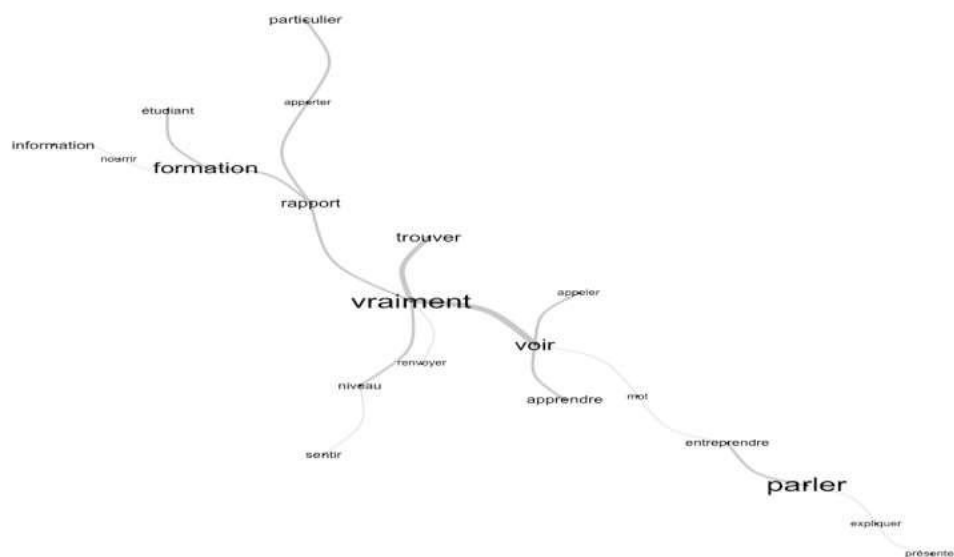 particulier
apporter
étudiant
information
nourrir
formation
rapport
trouver
appeler
vraiment
voir
renvoyer
niveau
apprendre
mot
entreprendre
sentir
parler
expliquer
présente